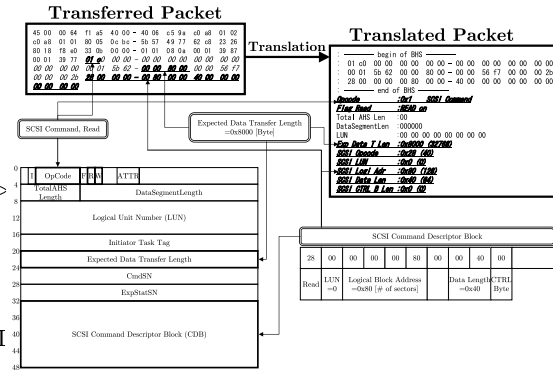 Transferred Packet
45 00 00 64 f1 a5 40 00 - 40 06 c5 9a c0 a8 01 02
c0 a8 01 01 80 05 0c bc - 5b 57 49 77 62 c8 23 26
80 18 f8 e0 33 0b 00 00 - 01 01 08 0a 00 01 39 87
00 01 39 77 01 c0 00 00 - 00 00 00 00 00 00 00 00
00 00 00 00 00 01 5b 62 - 00 00 80 00 00 00 56 f7
00 00 00 2b 28 00 00 00 - 00 80 00 00 40 00 00 00
00 00 00 00
Translation
Translated Packet
: ——— begin of BHS ———
: 01 c0 00 00 00 00 00 00 - 00 00 00 00 00 00 00 00
: 00 01 5b 62 00 00 80 00 - 00 00 56 f7 00 00 00 2b
: 28 00 00 00 00 80 00 00 - 40 00 00 00 00 00 00 00
: ——— end of BHS ———
Opcode :0x1 SCSI Command
Flag Read :READ on
Total AHS Len :00
DataSegmentLen :000000
LUN :00 00 00 00 00 00 00 00
Exp Data T Len :0x8000 (32768)
SCSI Opcode :0x28 (40)
SCSI LUN :0x0 (0)
SCSI Logi Adr :0x80 (128)
SCSI Data Len :0x40 (64)
SCSI CTRL B Len :0x0 (0)
SCSI Command, Read
Expected Data Transfer Length
=0x8000 [Byte]
0
I OpCode F R W ATTR
4
TotalAHS
Length
DataSegmentLength
8
Logical Unit Number (LUN)
12
16
Initiator Task Tag
20
Expected Data Transfer Length
24
CmdSN
28
ExpStatSN
32
36
SCSI Command Descriptor Block (CDB)
40
44
48
SCSI Command Descriptor Block
28 00 00 00 00 80 00 00 40 00
Read
LUN
=0
Logical Block Address
=0x80 [# of sectors]
Data Length
=0x40
CTRL
Byte